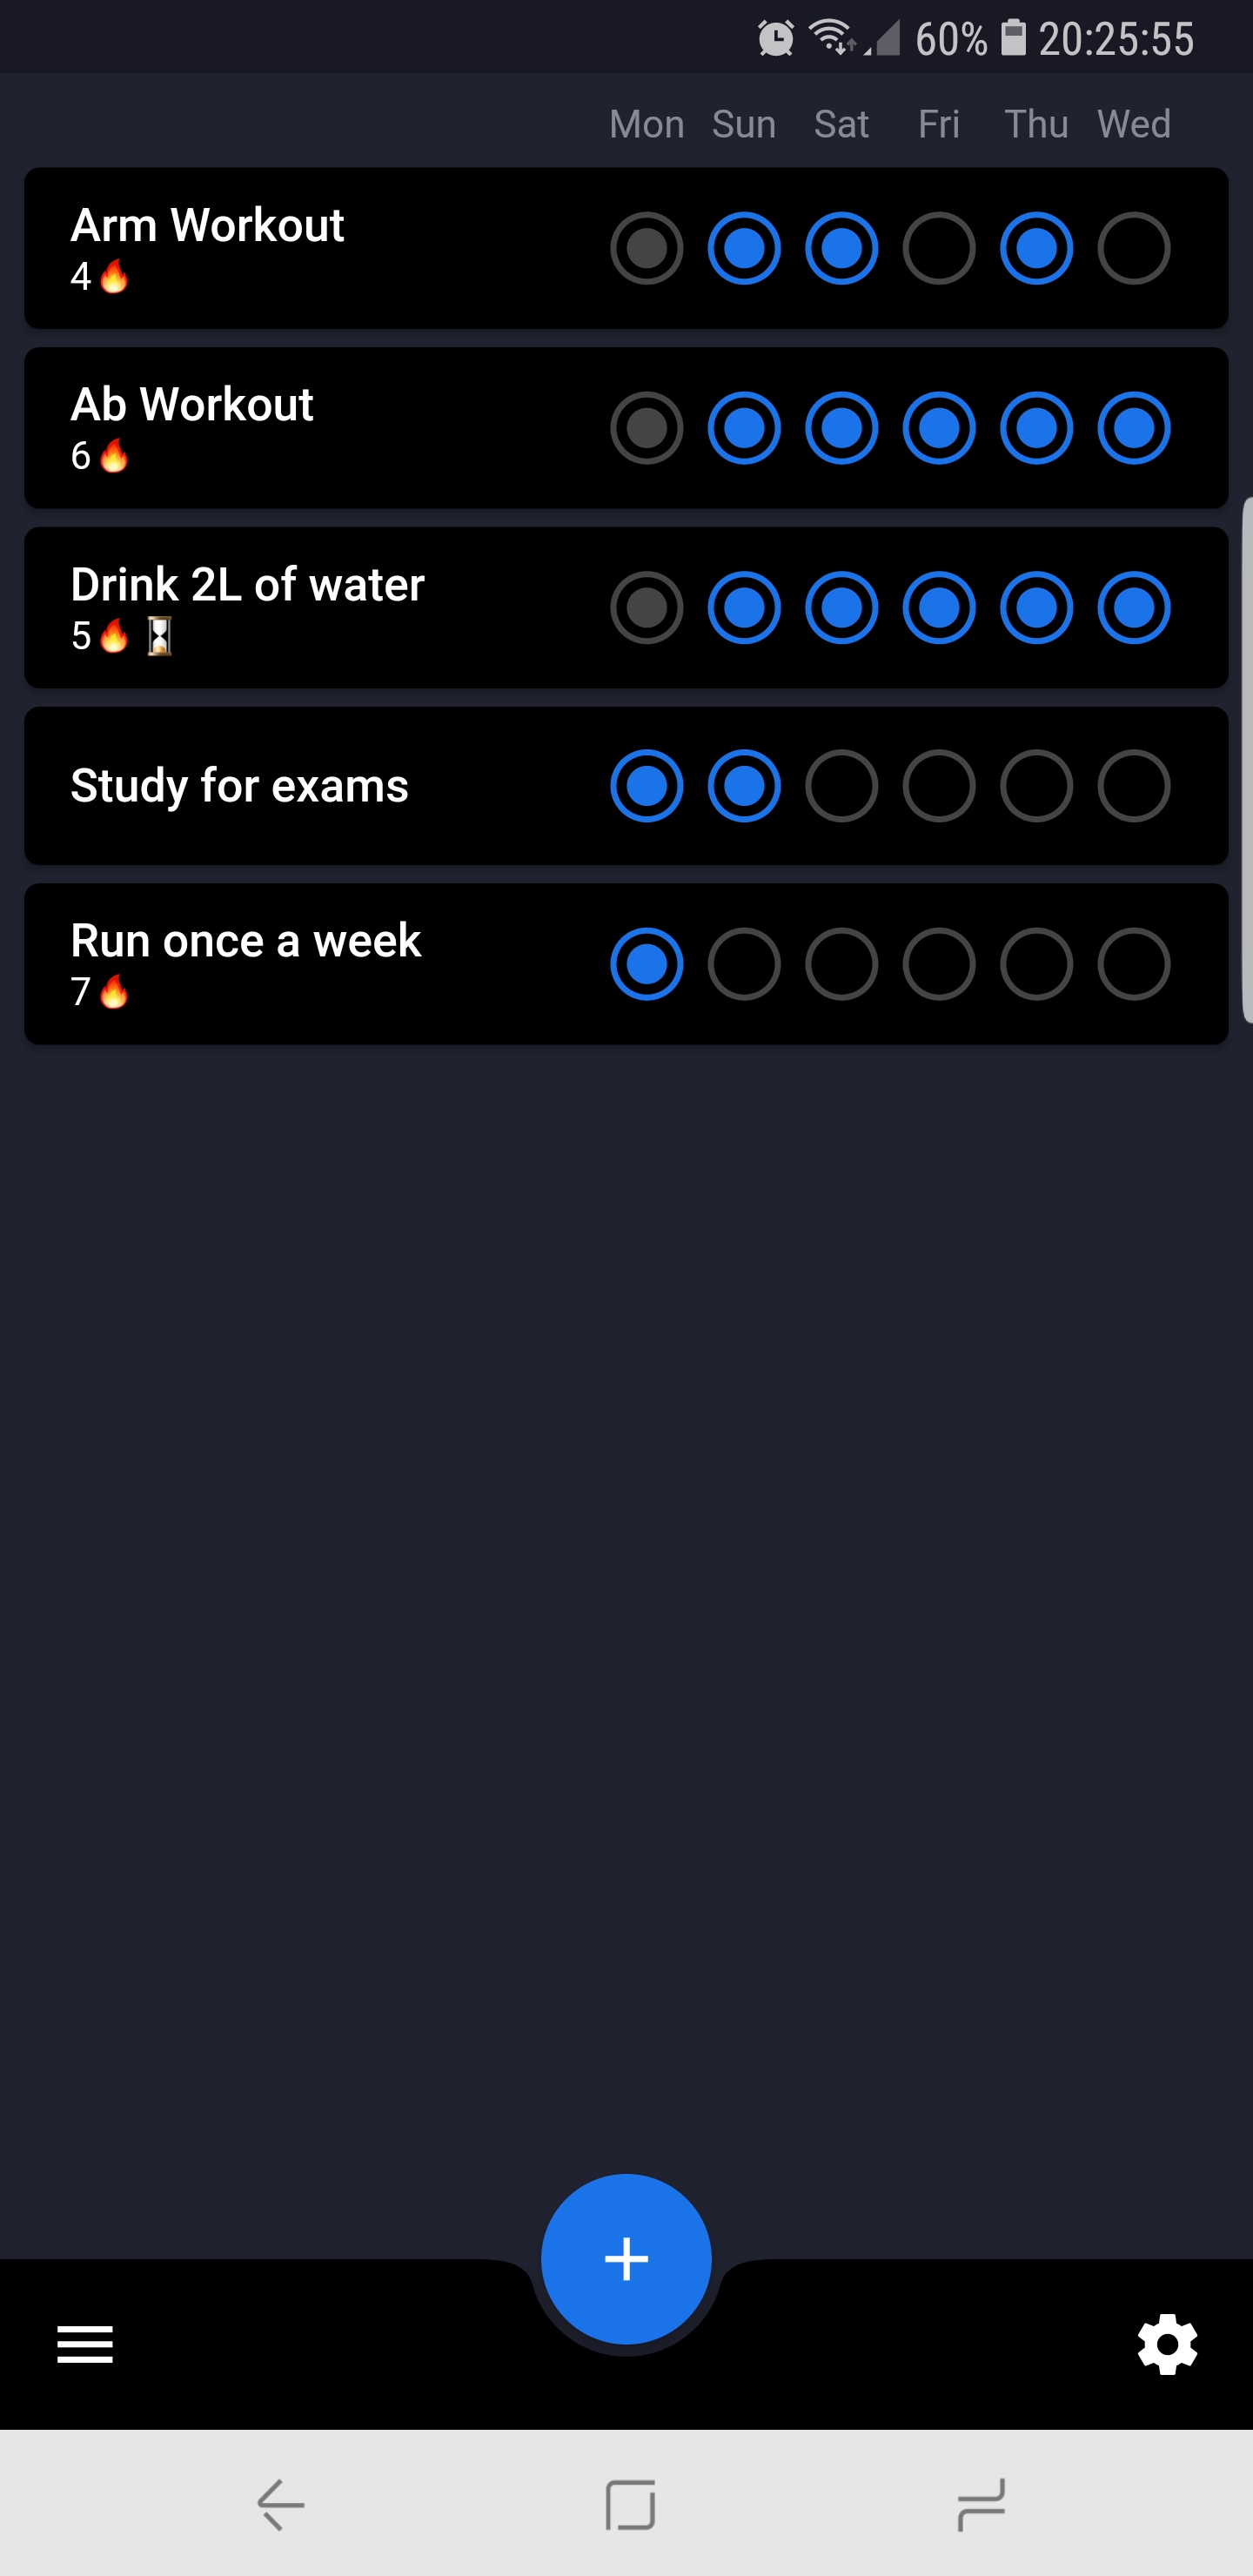 60% 20:25:55
Mon Sun Sat Fri Thu Wed
Arm Workout
4🔥
Ab Workout
6🔥
Drink 2L of water
5🔥 ⏳
Study for exams
Run once a week
7🔥